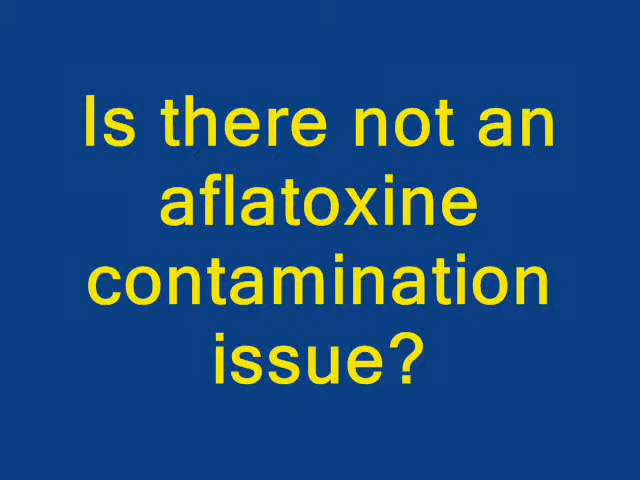 Is there not an
aflatoxine
contamination
issue?